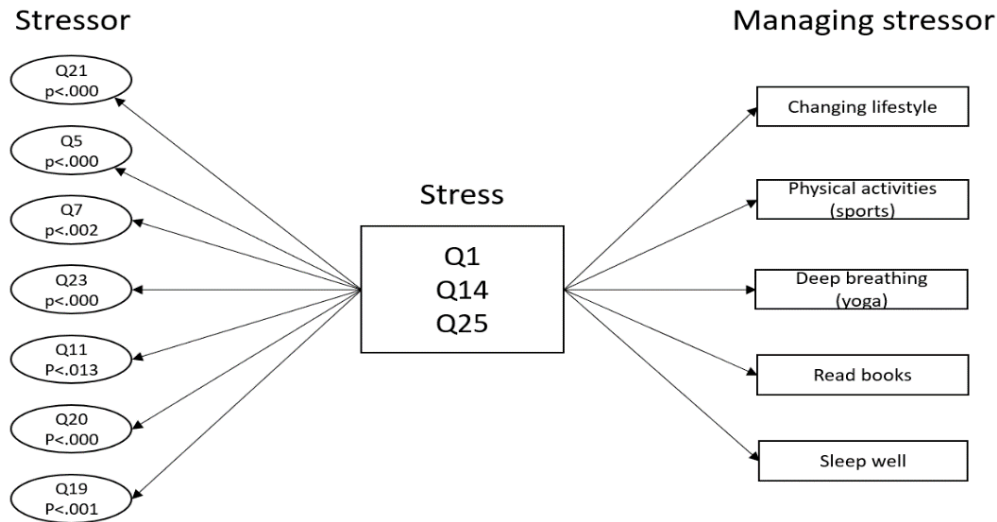 Stressor
Q21
p<.000
Q5
p<.000
Q7
p<.002
Q23
p<.000
Q11
P<.013
Q20
P<.000
Q19
P<.001
Stress
Q1
Q14
Q25
Managing stressor
Changing lifestyle
Physical activities
(sports)
Deep breathing
(yoga)
Read books
Sleep well